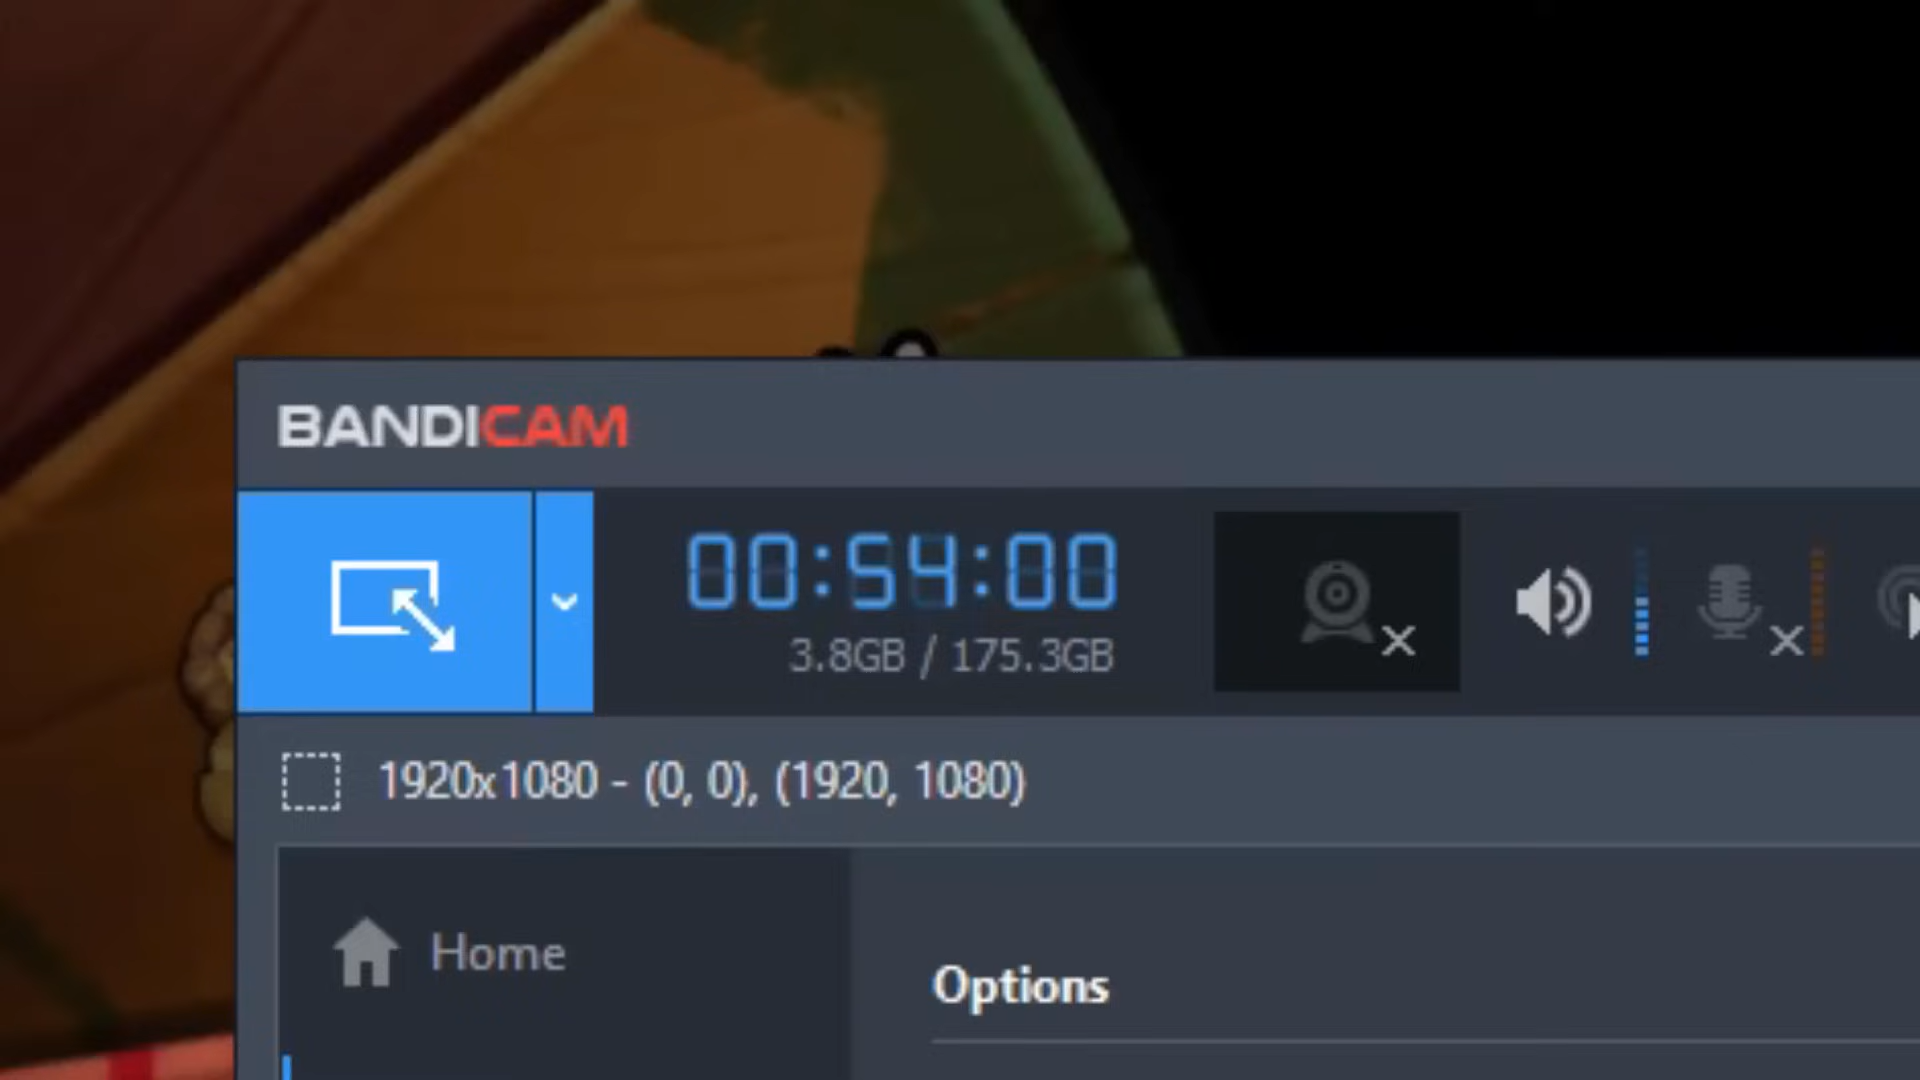 BANDICAM
00:54:00
3.8GB / 175.3GB
1920x1080 - (0, 0), (1920, 1080)
Home
Options